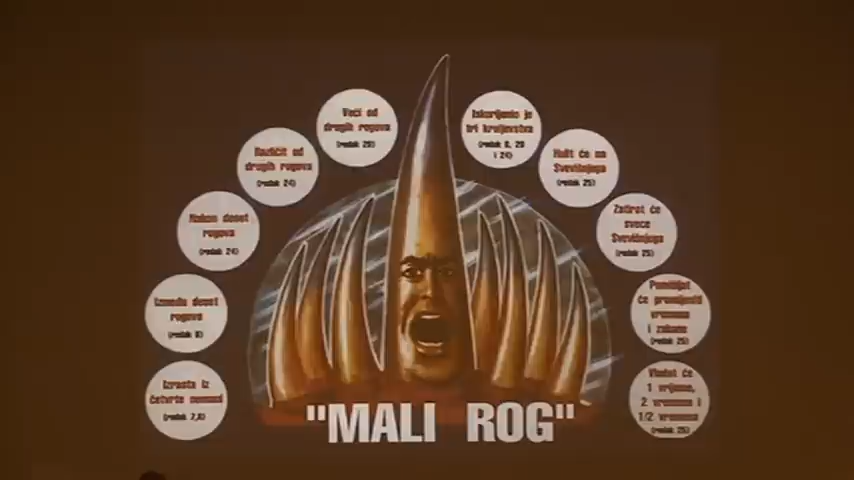 Izrasta iz
četvrte nemani
(redak 7,8)
Između deset
rogova
(redak 8)
Nakon deset
rogova
(redak 24)
Različit od
drugih rogova
(redak 24)
Veći od
drugih rogova
(redak 20)
Iskorijenio je
tri kraljevstva
(redak 8, 20
i 24)
Hulit će na
Svevišnjega
(redak 25)
Zatirat će
svece
Svevišnjega
(redak 25)
Pomišljat
će promijeniti
vremena
i zakone
(redak 25)
Vladat će
1 vrijeme,
2 vremena i
1/2 vremena
(redak 25)
"MALI ROG"